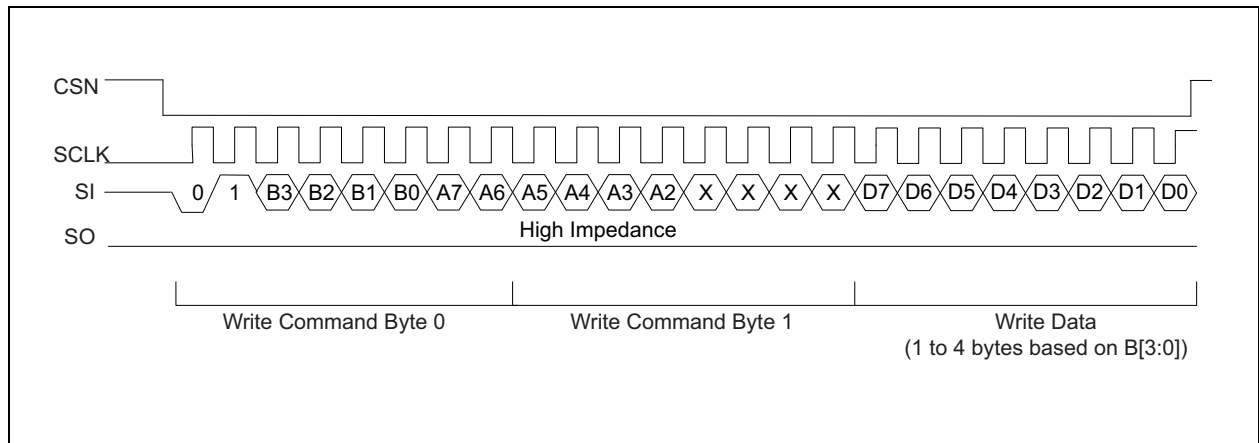 CSN
SCLK
SI 0 1 B3 B2 B1 B0 A7 A6 A5 A4 A3 A2 X X X X D7 D6 D5 D4 D3 D2 D1 D0
SO High Impedance
Write Command Byte 0 Write Command Byte 1 Write Data
(1 to 4 bytes based on B[3:0])